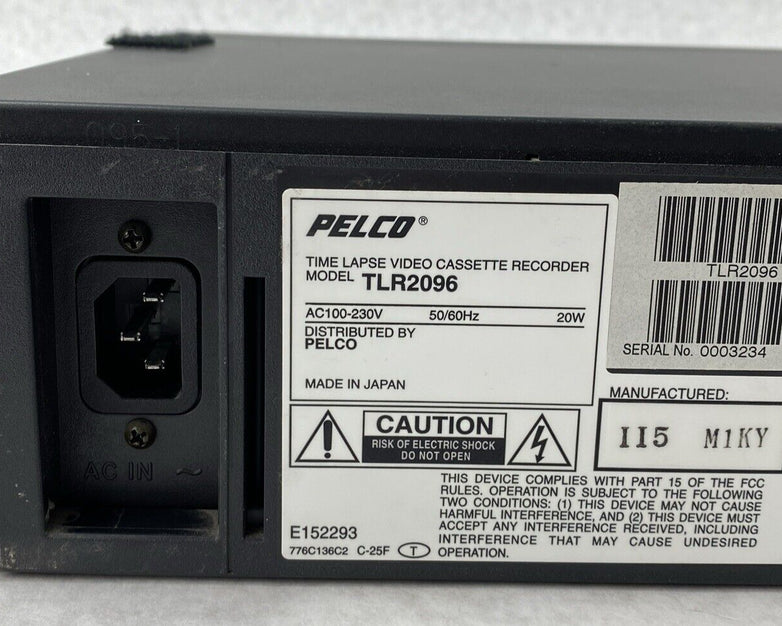 095-1
AC IN ~
PELCO®
TIME LAPSE VIDEO CASSETTE RECORDER
MODEL TLR2096
AC100-230V 50/60Hz 20W
DISTRIBUTED BY
PELCO
MADE IN JAPAN
CAUTION
RISK OF ELECTRIC SHOCK
DO NOT OPEN
E152293
776C136C2 C-25F T
THIS DEVICE COMPLIES WITH PART 15 OF THE FCC
RULES. OPERATION IS SUBJECT TO THE FOLLOWING
TWO CONDITIONS: (1) THIS DEVICE MAY NOT CAUSE
HARMFUL INTERFERENCE, AND (2) THIS DEVICE MUST
ACCEPT ANY INTERFERENCE RECEIVED, INCLUDING
INTERFERENCE THAT MAY CAUSE UNDESIRED
OPERATION.
TLR2096
SERIAL No. 0003234
MANUFACTURED:
II5 M1KY